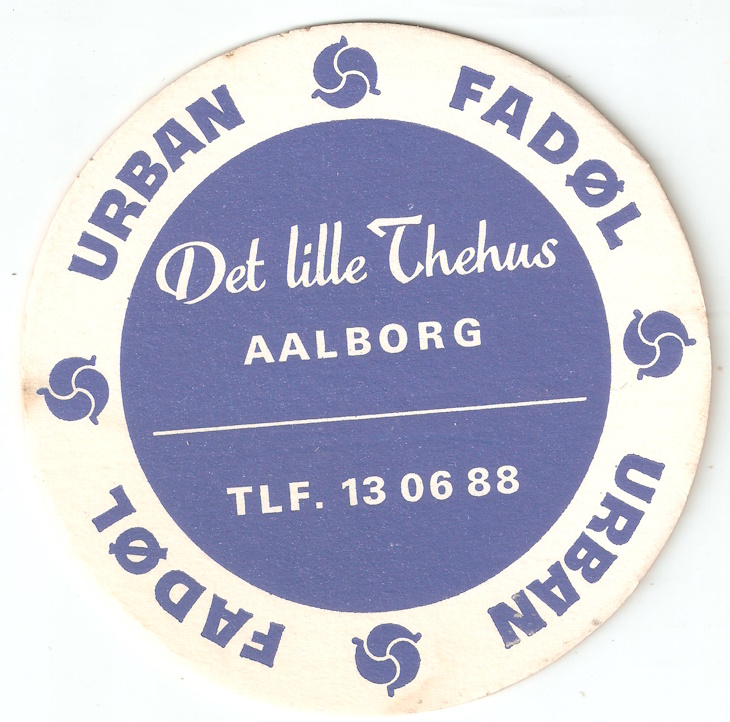 URBAN FADØL
Det lille Thehus
AALBORG
TLF. 13 06 88
URBAN FADØL